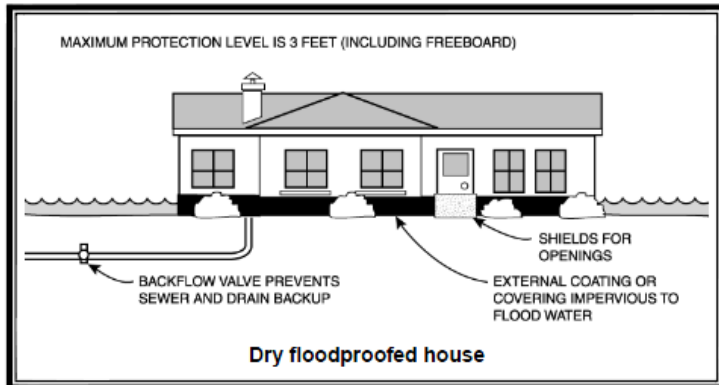 MAXIMUM PROTECTION LEVEL IS 3 FEET (INCLUDING FREEBOARD)
SHIELDS FOR
OPENINGS
BACKFLOW VALVE PREVENTS
SEWER AND DRAIN BACKUP
EXTERNAL COATING OR
COVERING IMPERVIOUS TO
FLOOD WATER
Dry floodproofed house